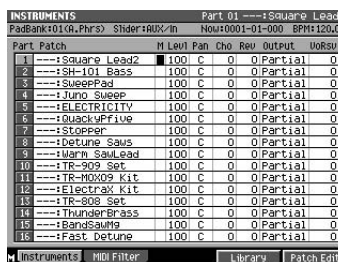 INSTRUMENTS Part 01 ---:Square Lead
PadBank:01(A.Phrs) Slider:AUX/In Now:0001-01-000 BPM:120.0
Part Patch M Levl Pan Cho Rev Output VoRsv
1 ---:Square Lead2 100 C 0 0 Partial 0
2 ---:SH-101 Bass 100 C 0 0 Partial 0
3 ---:SweepPad 100 C 0 0 Partial 0
4 ---:Juno Sweep 100 C 0 0 Partial 0
5 ---:ELECTRICITY 100 C 0 0 Partial 0
6 ---:QuackyPfive 100 C 0 0 Partial 0
7 ---:Stopper 100 C 0 0 Partial 0
8 ---:Detune Saws 100 C 0 0 Partial 0
9 ---:Warm SawLead 100 C 0 0 Partial 0
10 ---:TR-909 Set 100 C 0 0 Partial 0
11 ---:TR-MOX09 Kit 100 C 0 0 Partial 0
12 ---:ElectraX Kit 100 C 0 0 Partial 0
13 ---:TR-808 Set 100 C 0 0 Partial 0
14 ---:ThunderBrass 100 C 0 0 Partial 0
15 ---:BandSawMg 100 C 0 0 Partial 0
16 ---:Fast Detune 100 C 0 0 Partial 0
M Instruments MIDI Filter Library Patch Edit